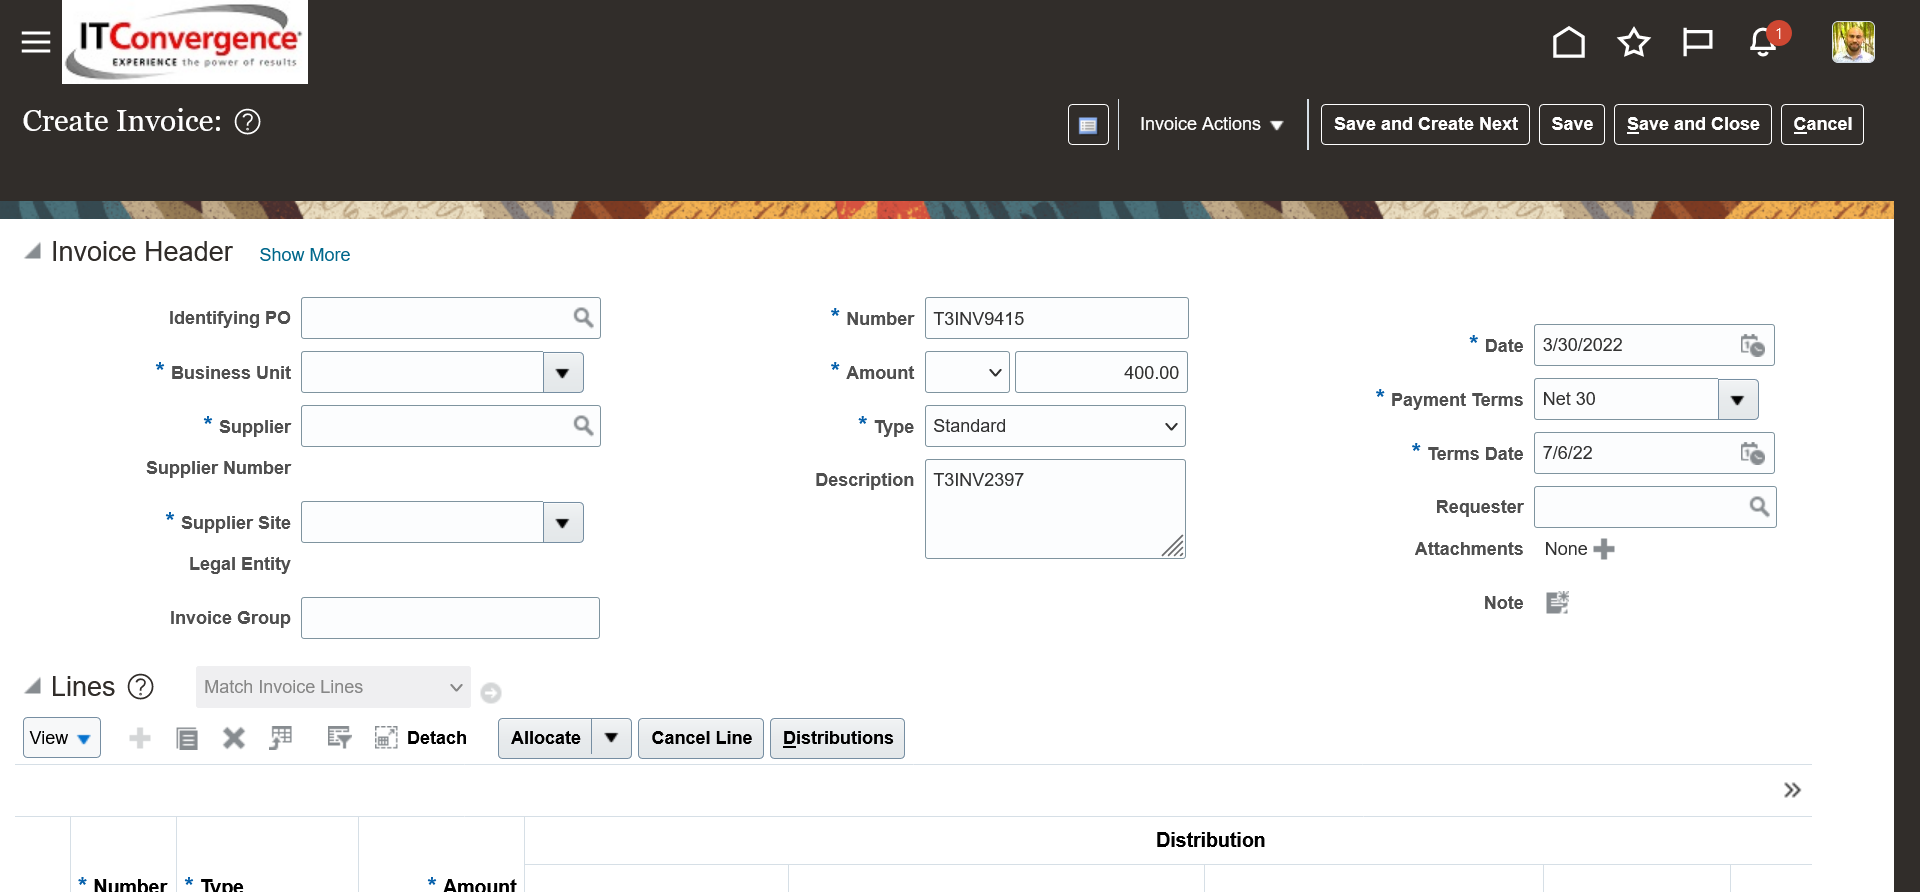 ITConvergence
EXPERIENCE the power of results
1
Create Invoice: ?
Invoice Actions
Save and Create Next
Save
Save and Close
Cancel
Invoice Header
Show More
Identifying PO
* Business Unit
* Supplier
Supplier Number
* Supplier Site
Legal Entity
Invoice Group
* Number T3INV9415
* Amount 400.00
* Type Standard
Description T3INV2397
* Date 3/30/2022
* Payment Terms Net 30
* Terms Date 7/6/22
Requester
Attachments None
Note
Lines ? Match Invoice Lines
View Detach Allocate Cancel Line Distributions
Distribution
* Number * Type * Amount